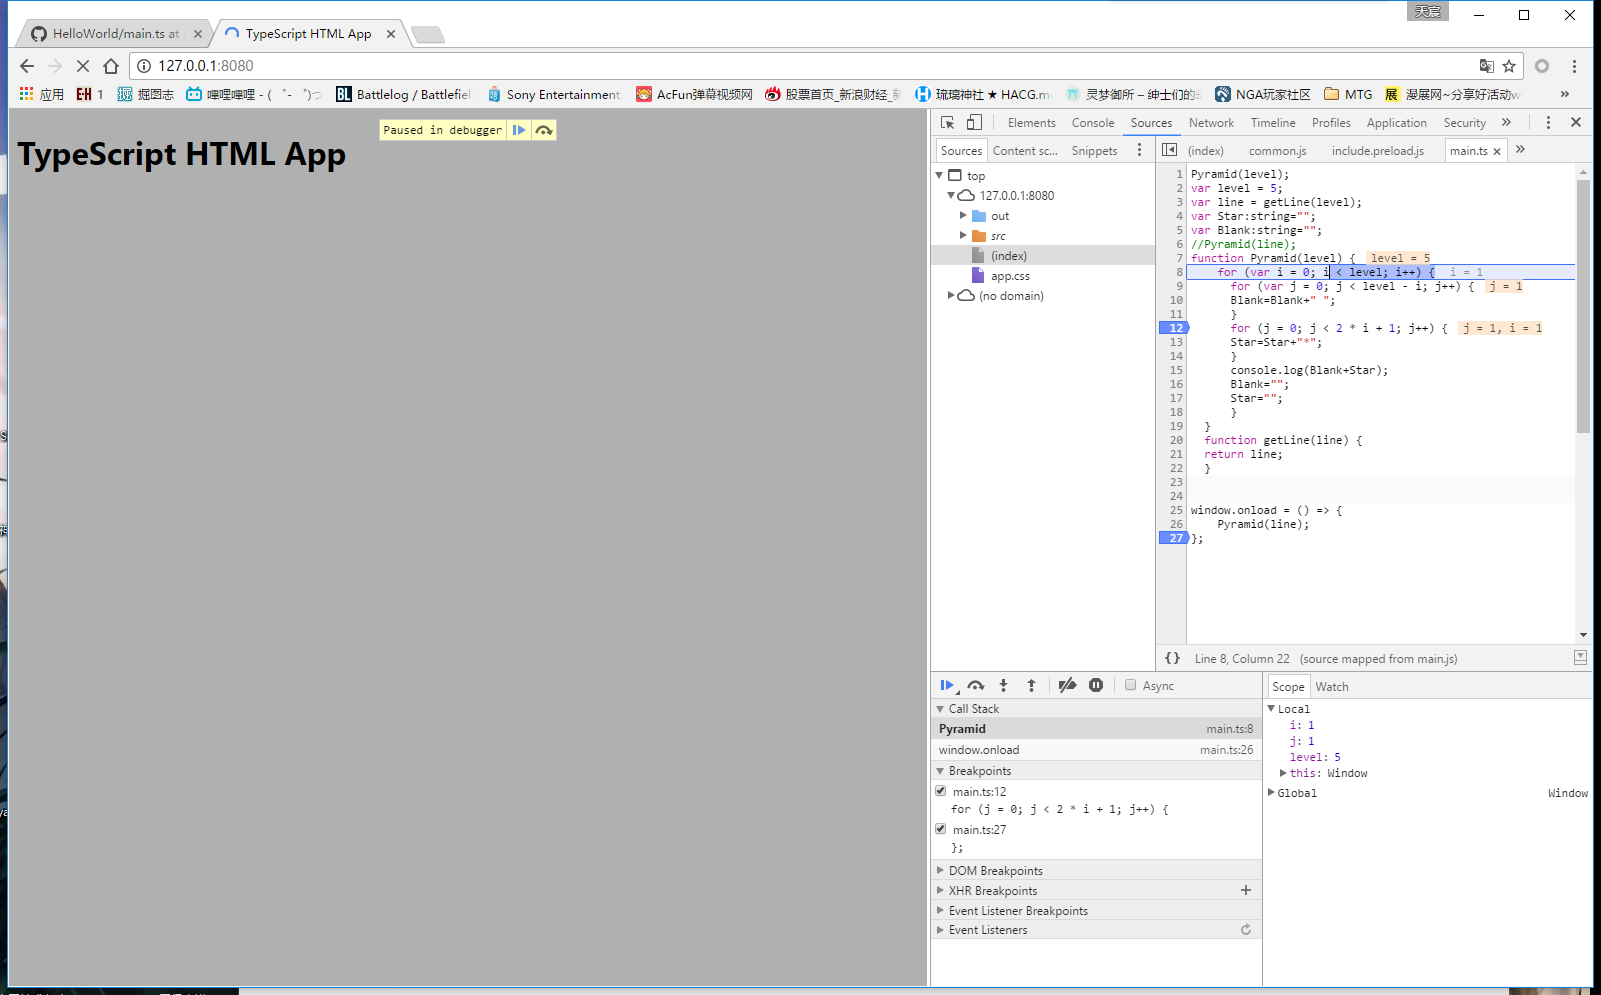 天宸
HelloWorld/main.ts at
TypeScript HTML App
127.0.0.1:8080
应用
EH 1
掘图志
哔哩哔哩 - ( ゜- ゜)つ
BL Battlelog / Battlefiel
Sony Entertainment
AcFun弹幕视频网
股票首页_新浪财经_新
琉璃神社 ★ HACG.m
灵梦御所 – 绅士们的
NGA玩家社区
MTG
展 漫展网~分享好活动w
»
Paused in debugger
TypeScript HTML App
Elements Console Sources Network Timeline Profiles Application Security »
Sources Content sc... Snippets
(index) common.js include.preload.js main.ts × »
top
127.0.0.1:8080
out
src
(index)
app.css
(no domain)
1 Pyramid(level);
2 var level = 5;
3 var line = getLine(level);
4 var Star:string="";
5 var Blank:string="";
6 //Pyramid(line);
7 function Pyramid(level) { level = 5
8 for (var i = 0; i < level; i++) { i = 1
9 for (var j = 0; j < level - i; j++) { j = 1
10 Blank=Blank+" ";
11 }
12 for (j = 0; j < 2 * i + 1; j++) { j = 1, i = 1
13 Star=Star+"*";
14 }
15 console.log(Blank+Star);
16 Blank="";
17 Star="";
18 }
19 }
20 function getLine(line) {
21 return line;
22 }
23
24
25 window.onload = () => {
26 Pyramid(line);
27 };
{} Line 8, Column 22 (source mapped from main.js)
Async
Call Stack
Pyramid main.ts:8
window.onload main.ts:26
Breakpoints
main.ts:12
for (j = 0; j < 2 * i + 1; j++) {
main.ts:27
};
DOM Breakpoints
XHR Breakpoints +
Event Listener Breakpoints
Event Listeners
Scope Watch
Local
i: 1
j: 1
level: 5
this: Window
Global Window